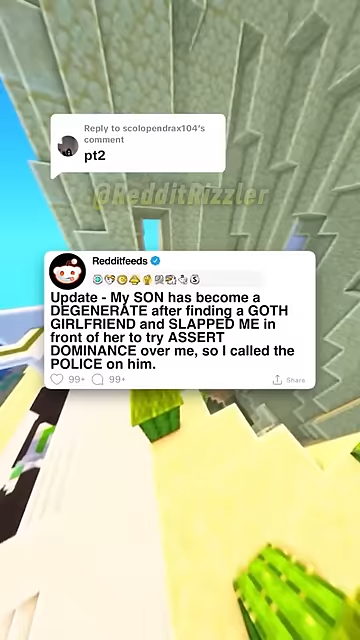 Reply to scolopendrax104's
comment
pt2
@RedditRizzler
Redditfeeds
Update - My SON has become a
DEGENERATE after finding a GOTH
GIRLFRIEND and SLAPPED ME in
front of her to try ASSERT
DOMINANCE over me, so I called the
POLICE on him.
99+ 99+ Share